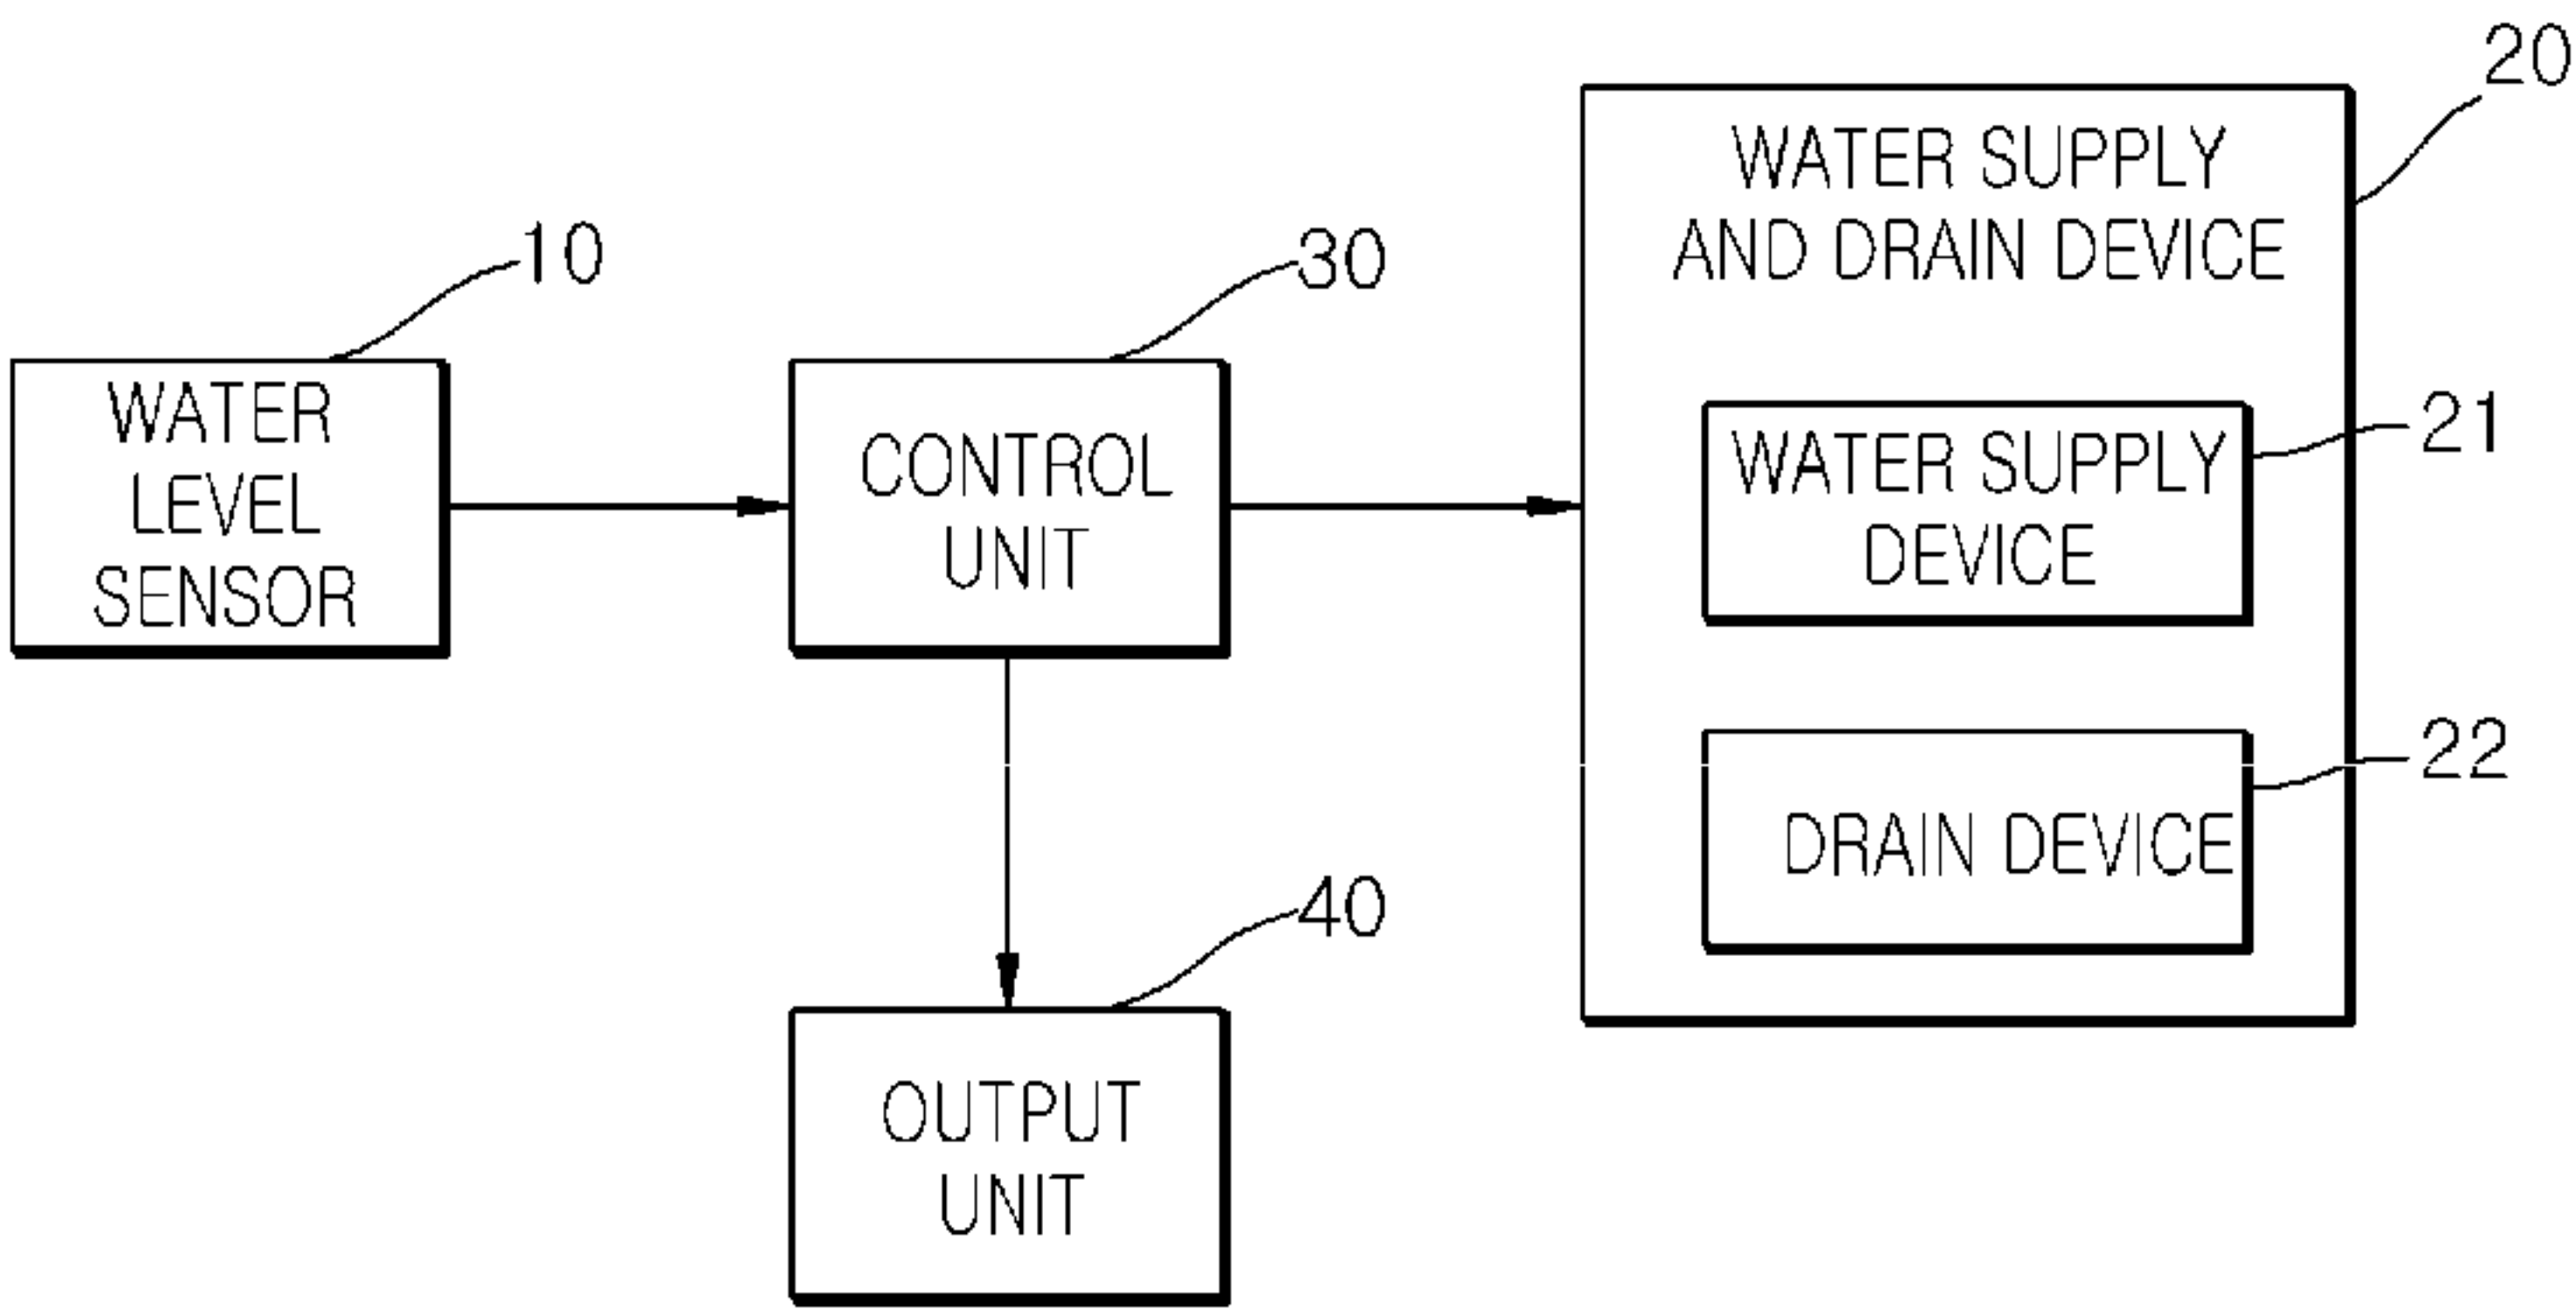 20
WATER SUPPLY
AND DRAIN DEVICE
10
30
WATER
LEVEL
SENSOR
CONTROL
UNIT
21
WATER SUPPLY
DEVICE
22
DRAIN DEVICE
40
OUTPUT
UNIT